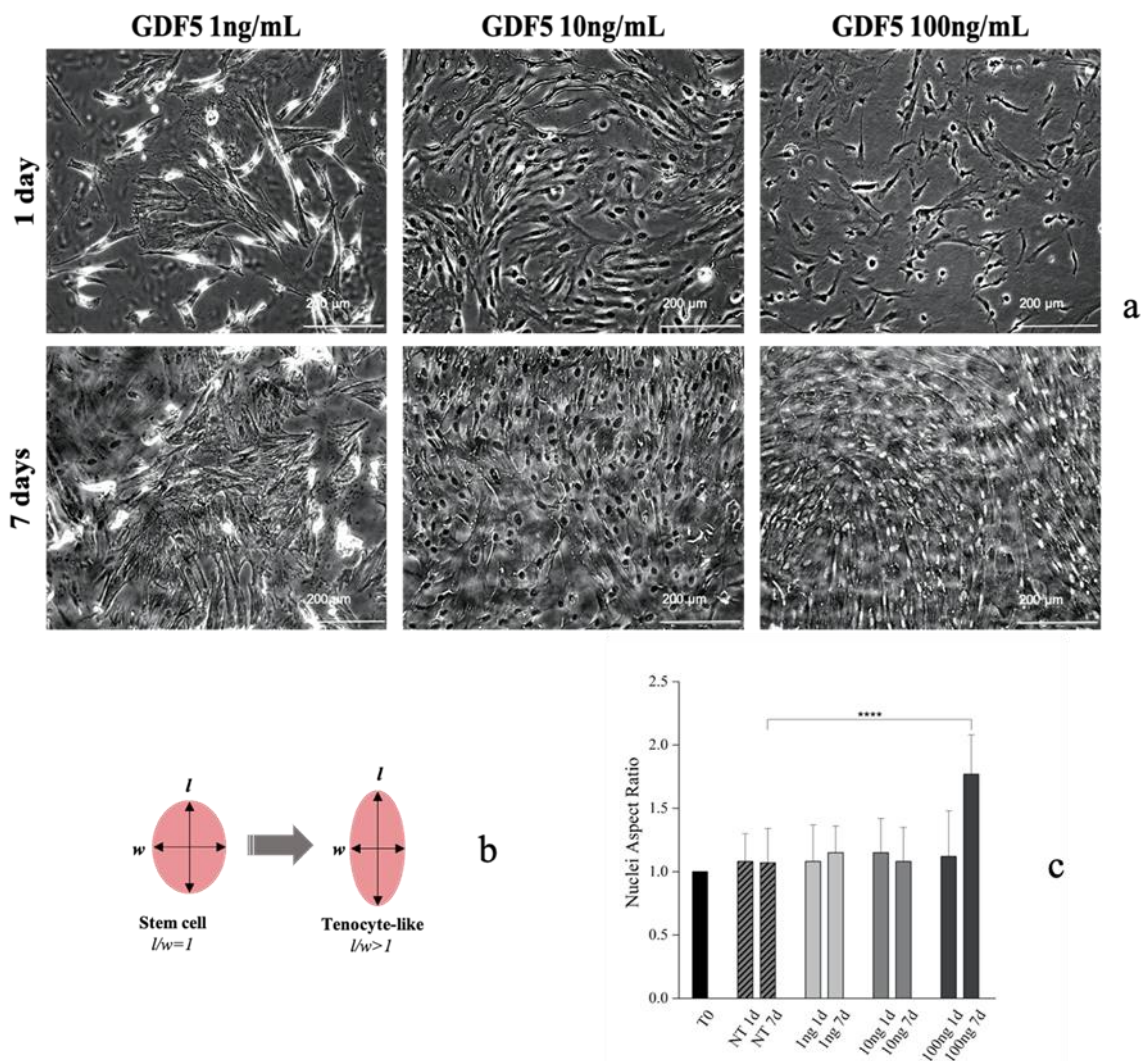 GDF5 1ng/mL GDF5 10ng/mL GDF5 100ng/mL
1 day
200 µm 200 µm 200 µm
a
7 days
200 µm 200 µm 200 µm
l l
w w
b
Stem cell Tenocyte-like
l/w=1 l/w>1
Nuclei Aspect Ratio
2.5
2.0
1.5
1.0
0.5
0.0
****
T0 NT 1d NT 7d 1ng 1d 1ng 7d 10ng 1d 10ng 7d 100ng 1d 100ng 7d
c